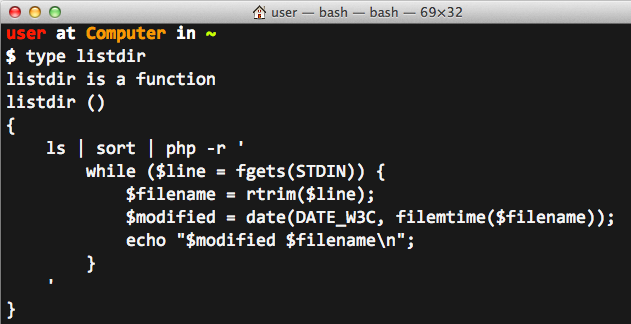 user — bash — bash — 69×32
user at Computer in ~
$ type listdir
listdir is a function
listdir ()
{
    ls | sort | php -r '
        while ($line = fgets(STDIN)) {
            $filename = rtrim($line);
            $modified = date(DATE_W3C, filemtime($filename));
            echo "$modified $filename\n";
        }
    '
}